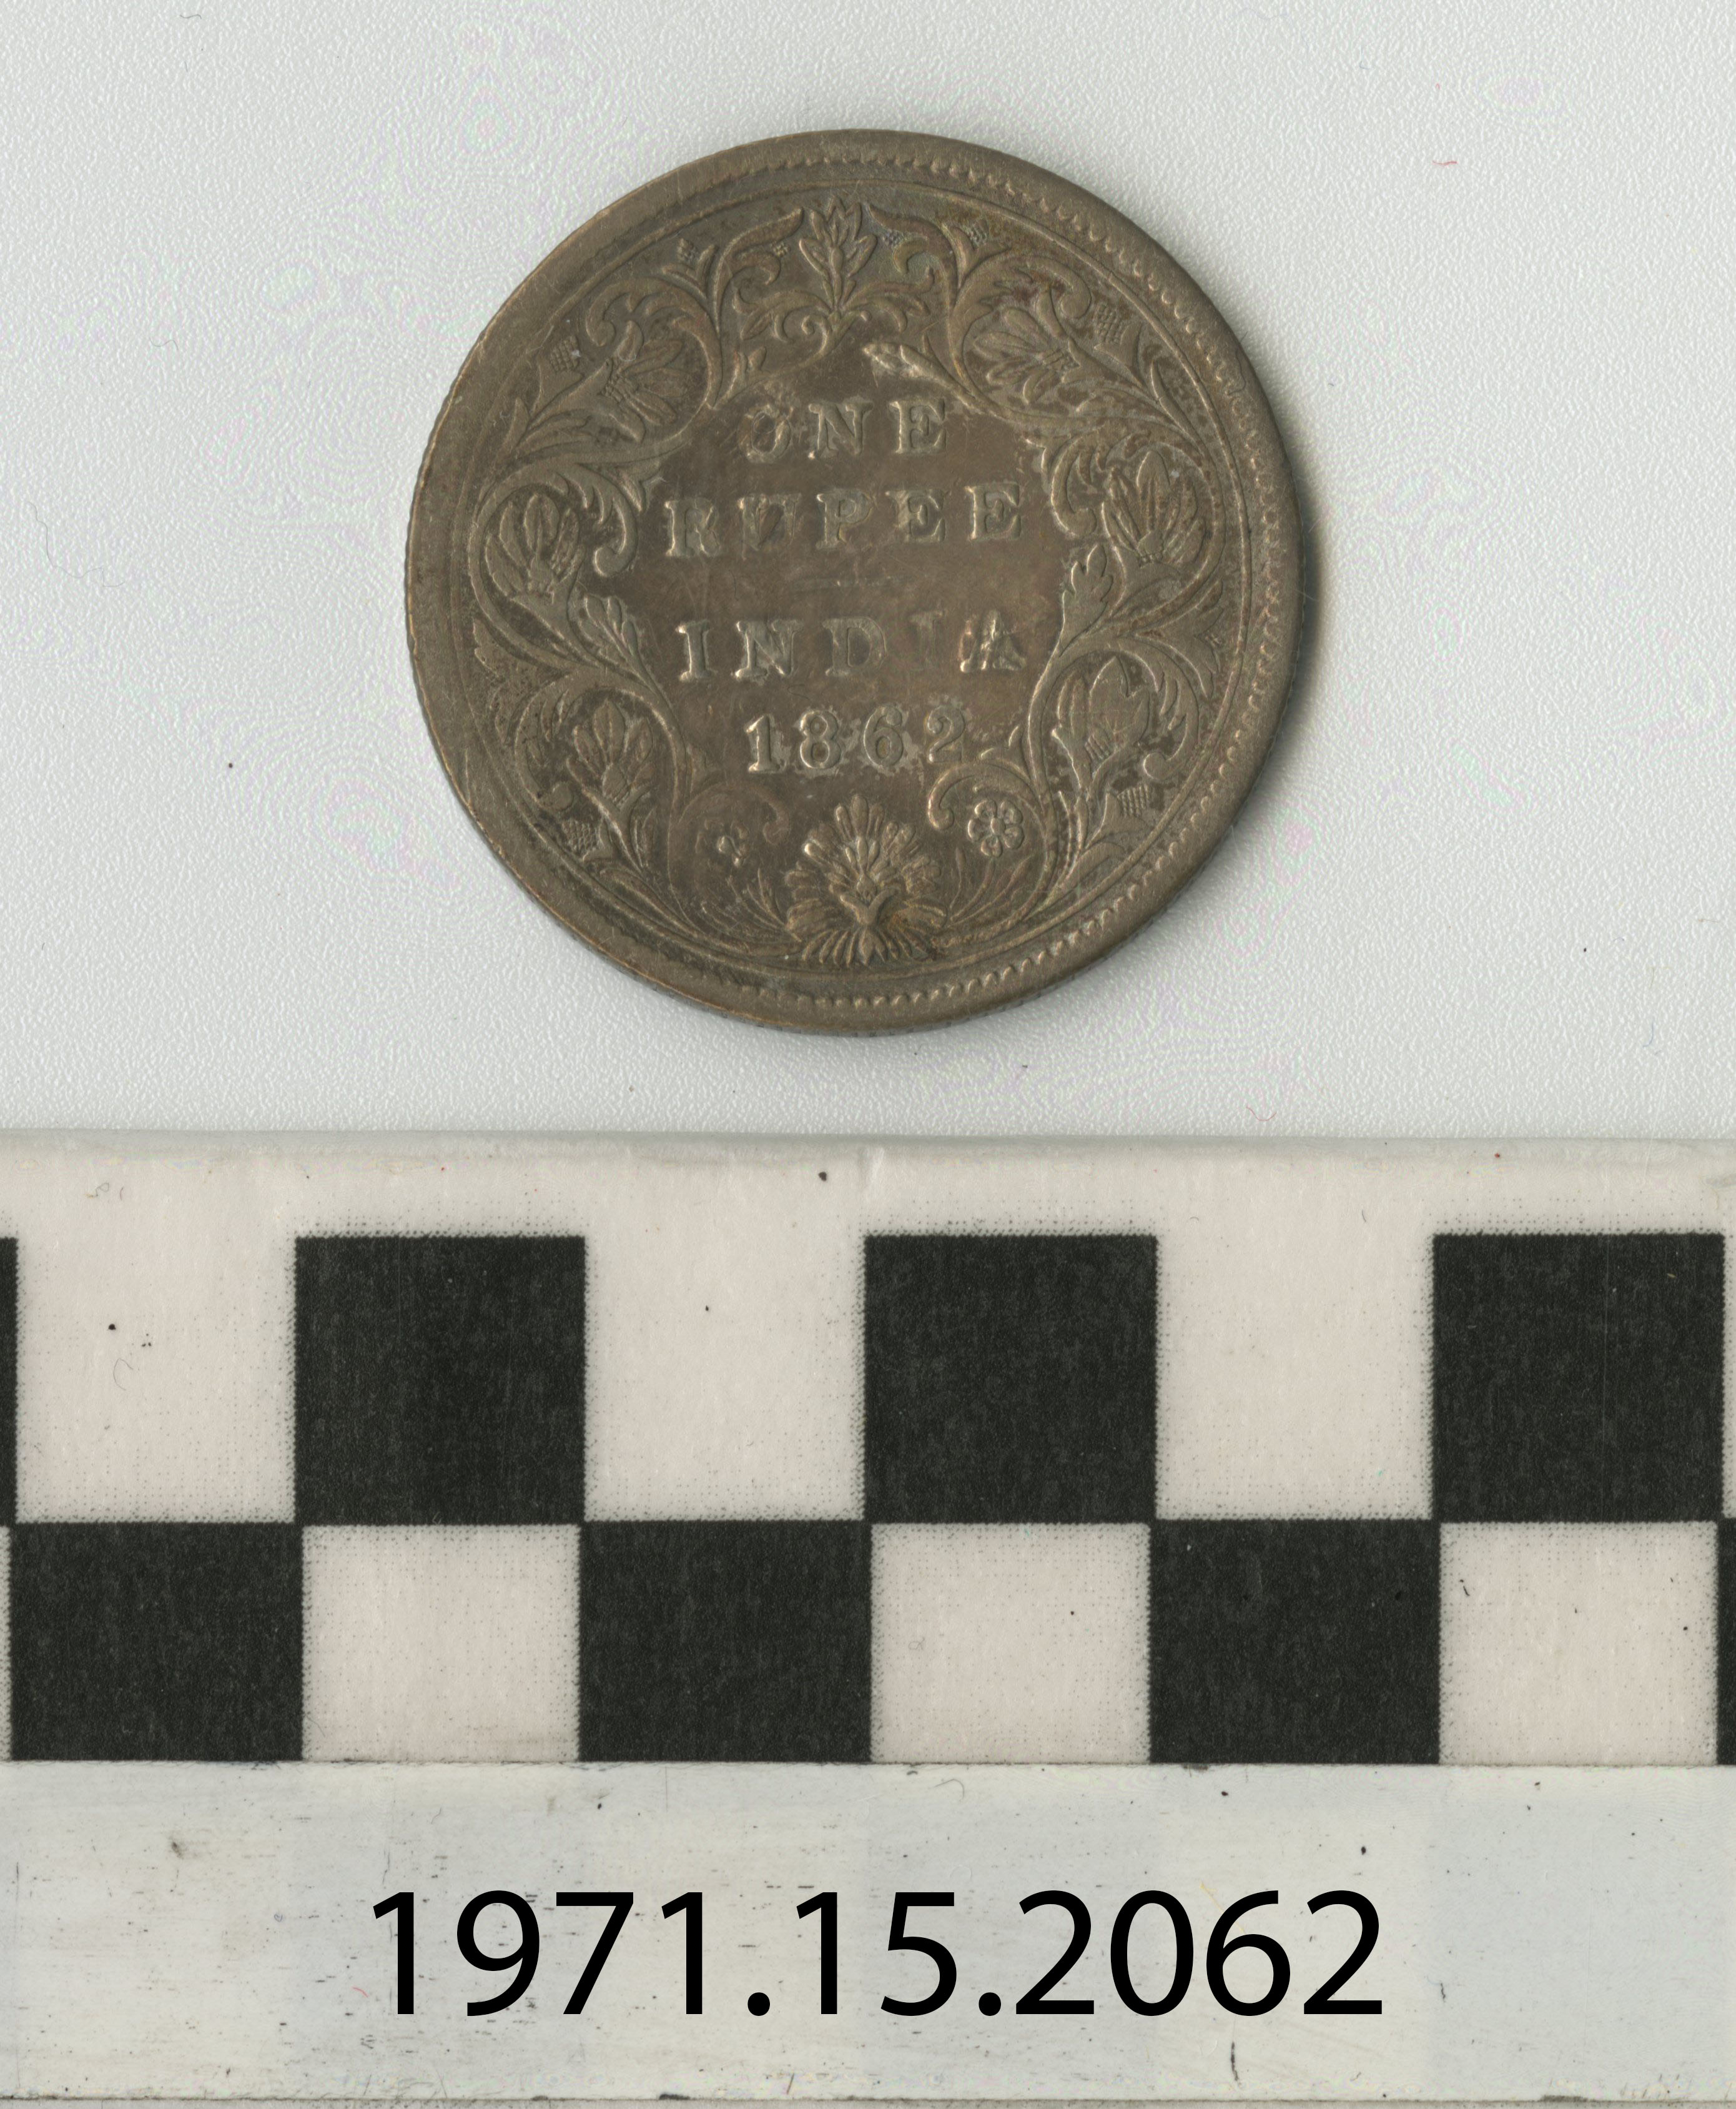 ONE
RUPEE
INDIA
1862
1971.15.2062